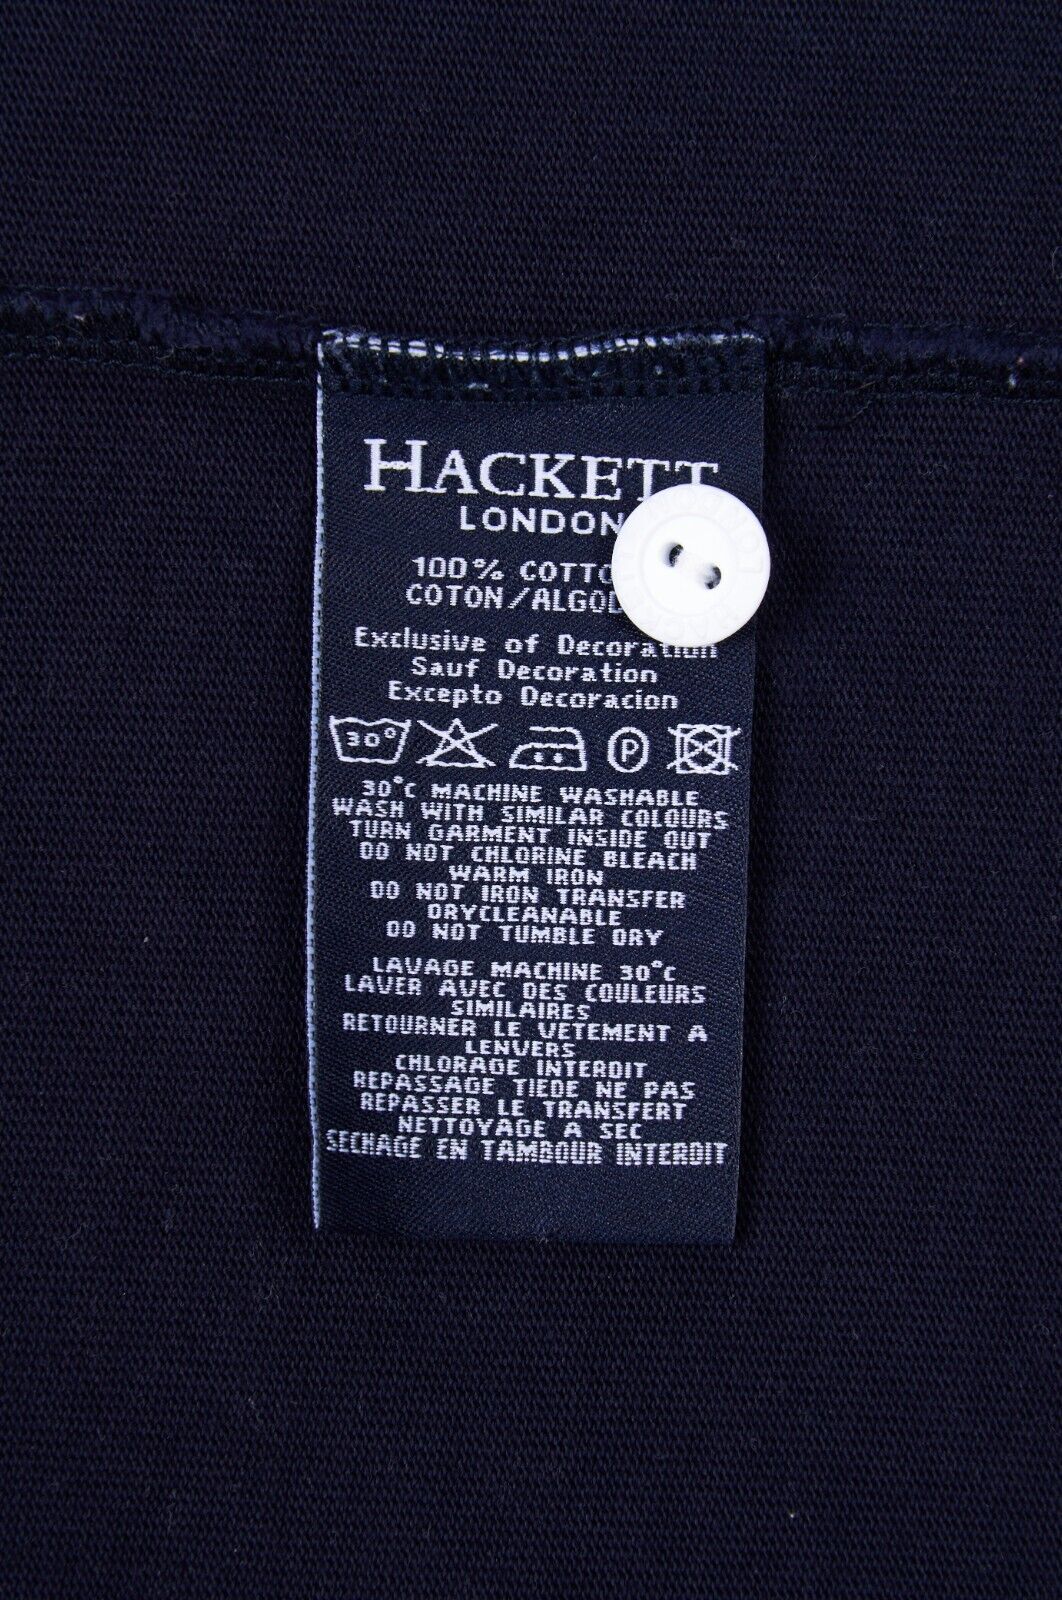 HACKETT
LONDON
100% COTTO
COTON/ALGOD
Exclusive of Decoration
Sauf Decoration
Excepto Decoracion
30° P
30°C MACHINE WASHABLE
WASH WITH SIMILAR COLOURS
TURN GARMENT INSIDE OUT
DO NOT CHLORINE BLEACH
WARM IRON
DO NOT IRON TRANSFER
DRYCLEANABLE
DO NOT TUMBLE DRY
LAVAGE MACHINE 30°C
LAVER AVEC DES COULEURS
SIMILAIRES
RETOURNER LE VETEMENT A
LENVERS
CHLORAGE INTERDIT
REPASSAGE TIEDE NE PAS
REPASSER LE TRANSFERT
NETTOYAGE A SEC
SECHAGE EN TAMBOUR INTERDIT